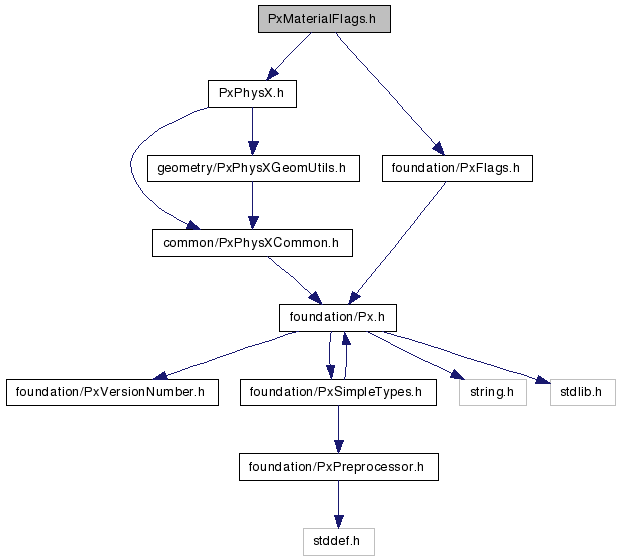 PxMaterialFlags.h
PxPhysX.h
geometry/PxPhysXGeomUtils.h
foundation/PxFlags.h
common/PxPhysXCommon.h
foundation/Px.h
foundation/PxVersionNumber.h
foundation/PxSimpleTypes.h
string.h
stdlib.h
foundation/PxPreprocessor.h
stddef.h